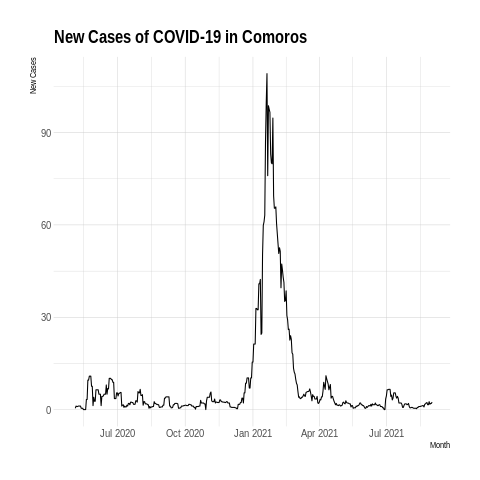 New Cases of COVID-19 in Comoros
New Cases
90
60
30
0
Jul 2020 Oct 2020 Jan 2021 Apr 2021 Jul 2021
Month